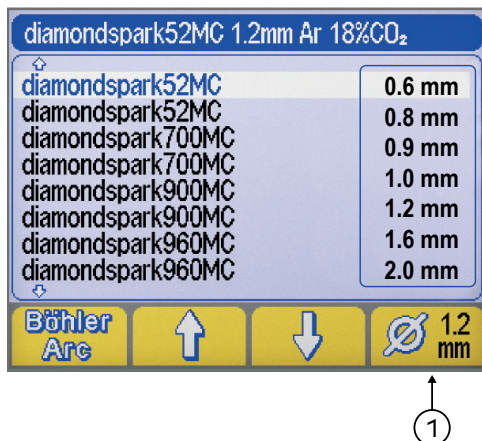 diamondspark52MC 1.2mm Ar 18%CO₂
diamondspark52MC 0.6 mm
diamondspark52MC 0.8 mm
diamondspark700MC 0.9 mm
diamondspark700MC 1.0 mm
diamondspark900MC 1.2 mm
diamondspark900MC 1.6 mm
diamondspark960MC 2.0 mm
diamondspark960MC
Böhler
Arc
1.2
mm
1